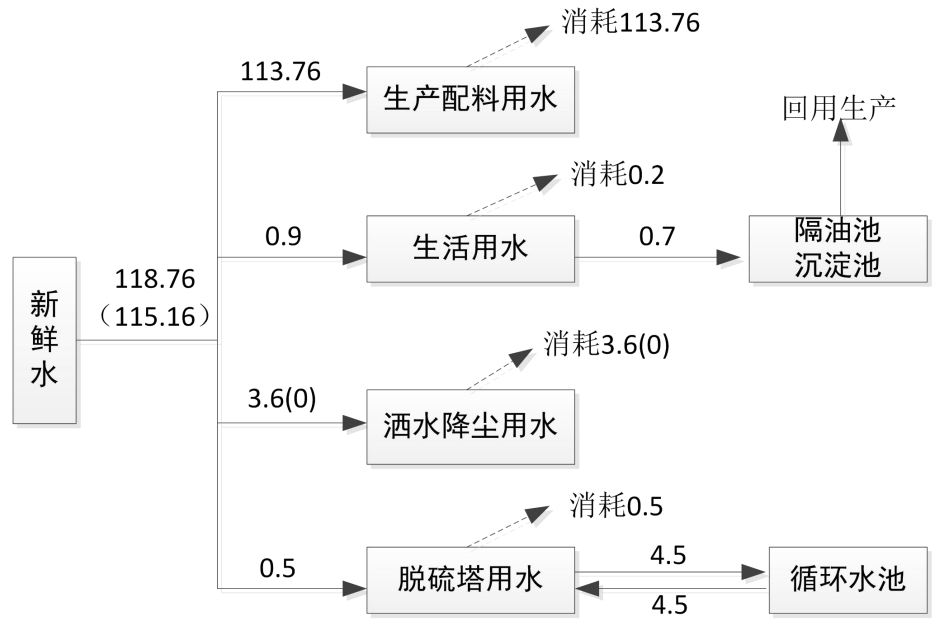 消耗113.76
113.76
生产配料用水
回用生产
消耗0.2
0.9
生活用水
0.7
隔油池
沉淀池
新
鲜
水
118.76
（115.16）
消耗3.6(0)
3.6(0)
洒水降尘用水
消耗0.5
0.5
脱硫塔用水
4.5
4.5
循环水池